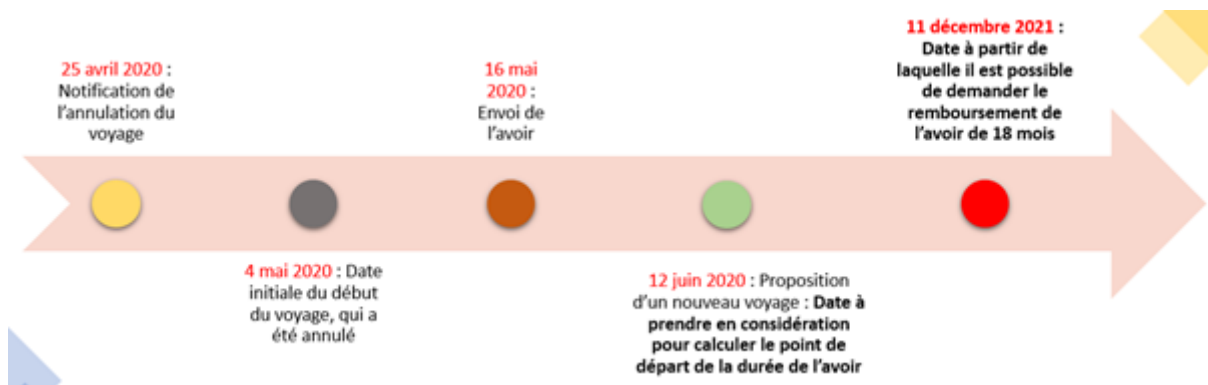 25 avril 2020 :
Notification de
l'annulation du
voyage
4 mai 2020 : Date
initiale du début
du voyage, qui a
été annulé
16 mai
2020 :
Envoi de
l'avoir
12 juin 2020 : Proposition
d'un nouveau voyage : Date à
prendre en considération
pour calculer le point de
départ de la durée de l'avoir
11 décembre 2021 :
Date à partir de
laquelle il est possible
de demander le
remboursement de
l'avoir de 18 mois